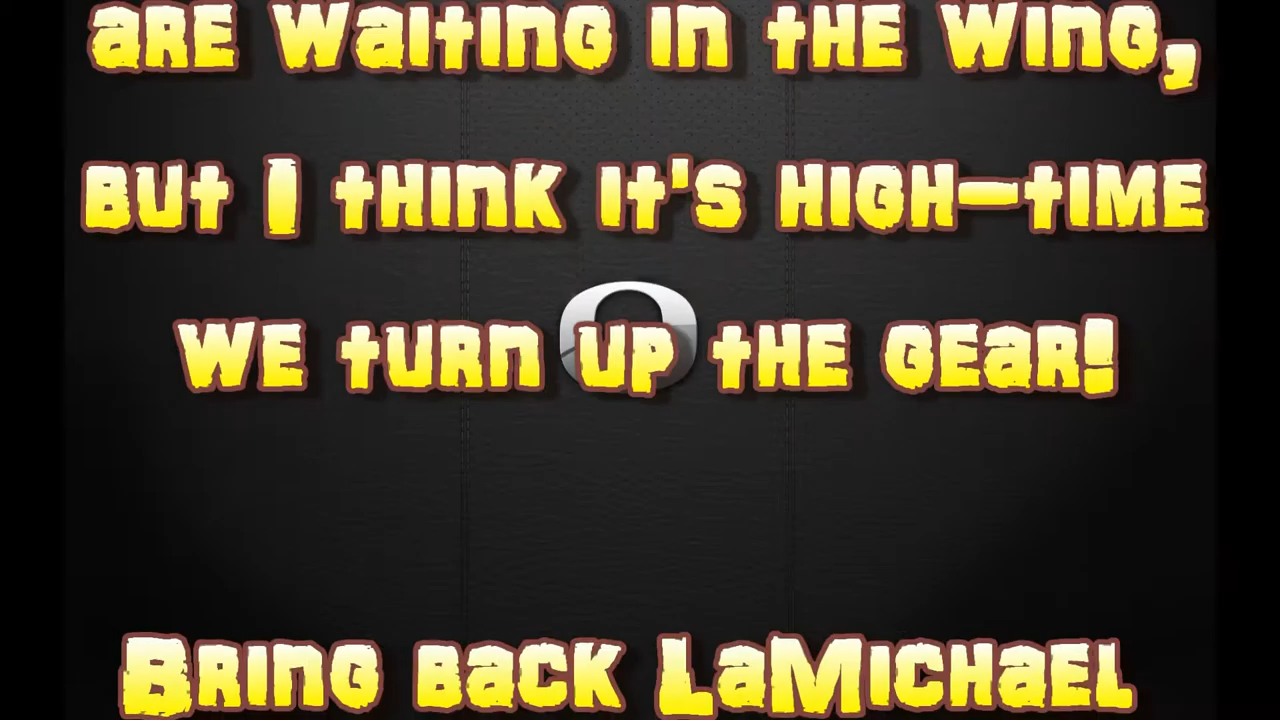 are waiting in the wing,
but I think it's high-time
we turn up the gear!
Bring back LaMichael